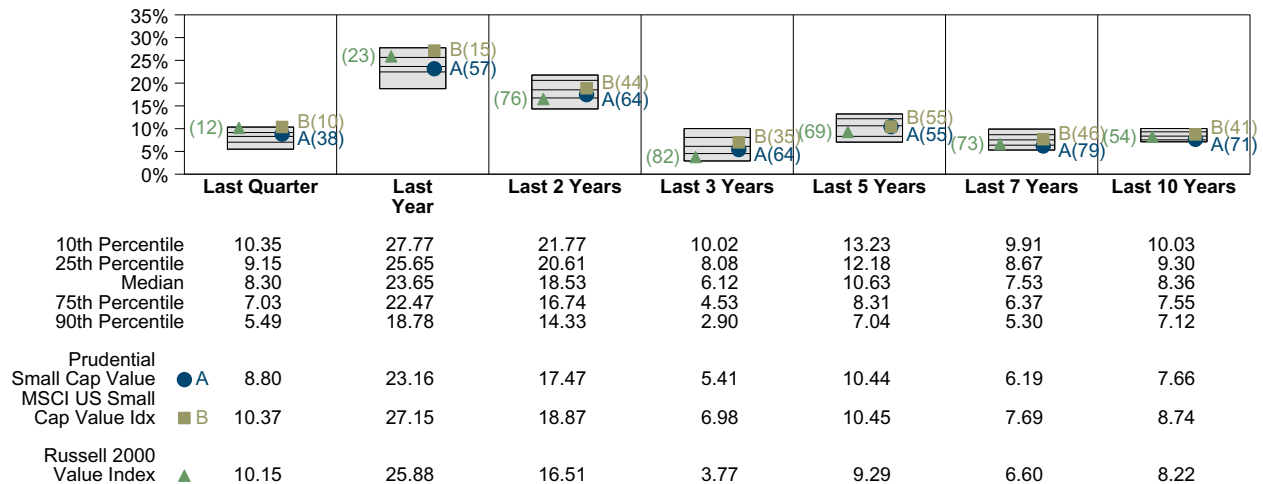 35%
30%
25%
20%
15%
10%
5%
0%
(12) B(10) A(38)
(23) B(15) A(57)
(76) B(44) A(64)
(82) B(35) A(64)
(69) B(55) A(55)
(73) B(46) A(79)
(54) B(41) A(71)
Last Quarter Last Year Last 2 Years Last 3 Years Last 5 Years Last 7 Years Last 10 Years
10th Percentile 10.35 27.77 21.77 10.02 13.23 9.91 10.03
25th Percentile 9.15 25.65 20.61 8.08 12.18 8.67 9.30
Median 8.30 23.65 18.53 6.12 10.63 7.53 8.36
75th Percentile 7.03 22.47 16.74 4.53 8.31 6.37 7.55
90th Percentile 5.49 18.78 14.33 2.90 7.04 5.30 7.12
Prudential
Small Cap Value A 8.80 23.16 17.47 5.41 10.44 6.19 7.66
MSCI US Small
Cap Value Idx B 10.37 27.15 18.87 6.98 10.45 7.69 8.74
Russell 2000
Value Index 10.15 25.88 16.51 3.77 9.29 6.60 8.22